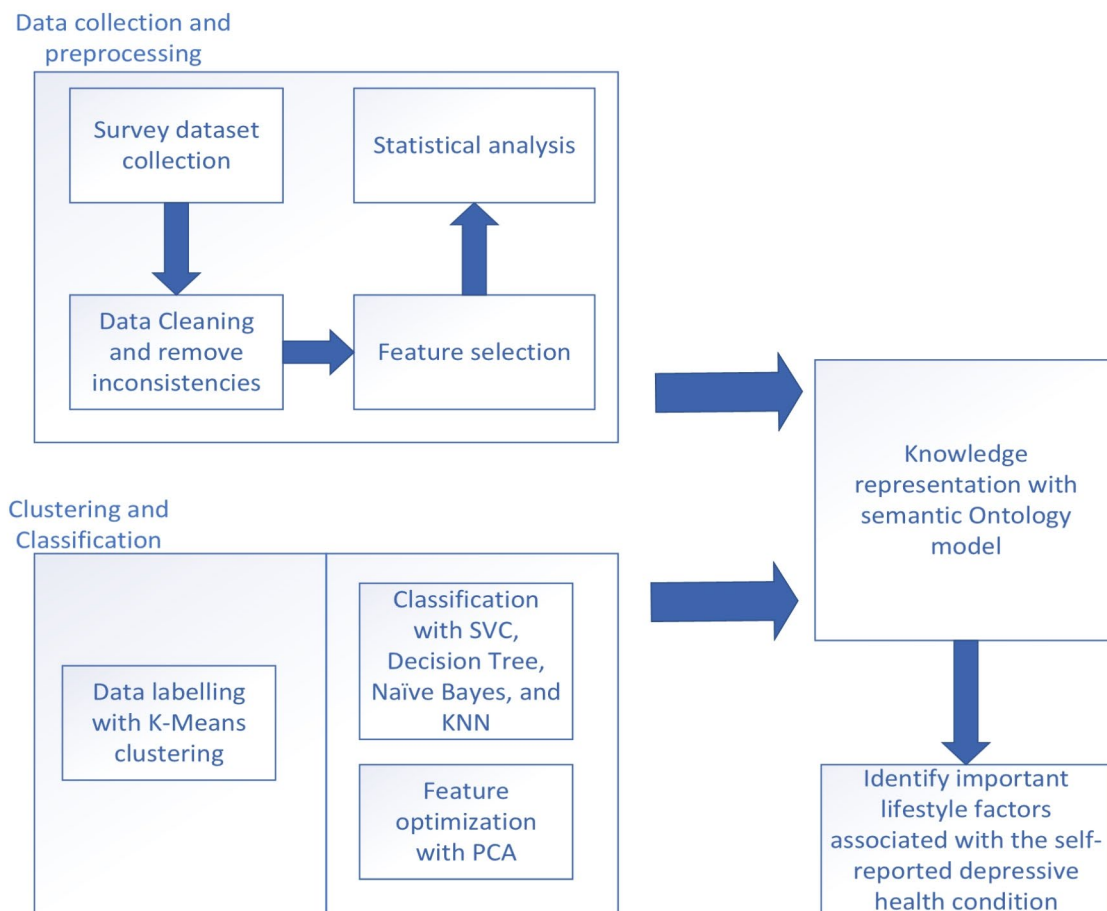 Data collection and
preprocessing
Survey dataset
collection
Statistical analysis
Data Cleaning
and remove
inconsistencies
Feature selection
Clustering and
Classification
Data labelling
with K-Means
clustering
Classification
with SVC,
Decision Tree,
Naïve Bayes, and
KNN
Feature
optimization
with PCA
Knowledge
representation with
semantic Ontology
model
Identify important
lifestyle factors
associated with the self-
reported depressive
health condition